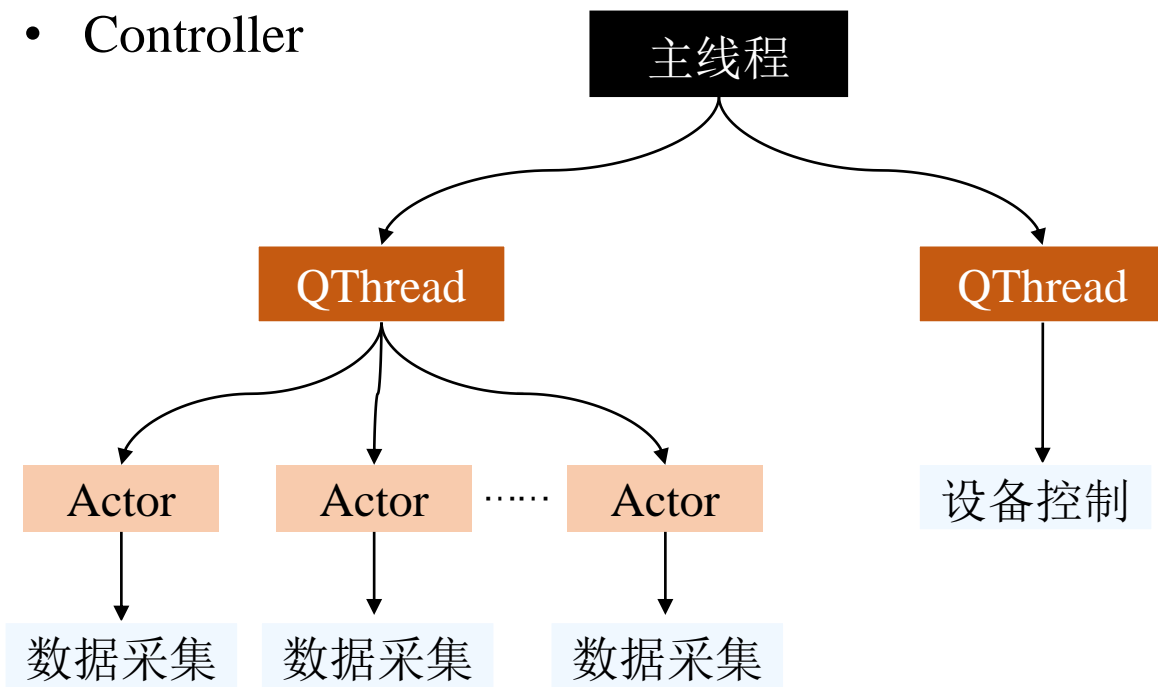 • Controller
主线程
QThread
QThread
Actor
Actor
······
Actor
设备控制
数据采集
数据采集
数据采集